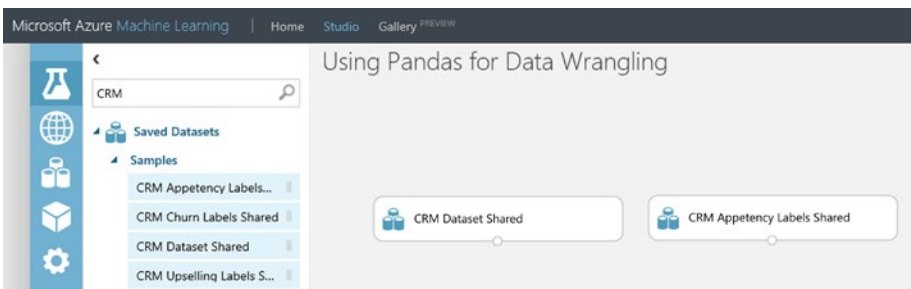 Microsoft Azure Machine Learning | Home Studio Gallery PREVIEW
Using Pandas for Data Wrangling
CRM
Saved Datasets
Samples
CRM Appetency Labels...
CRM Churn Labels Shared
CRM Dataset Shared
CRM Upselling Labels S...
CRM Dataset Shared
CRM Appetency Labels Shared